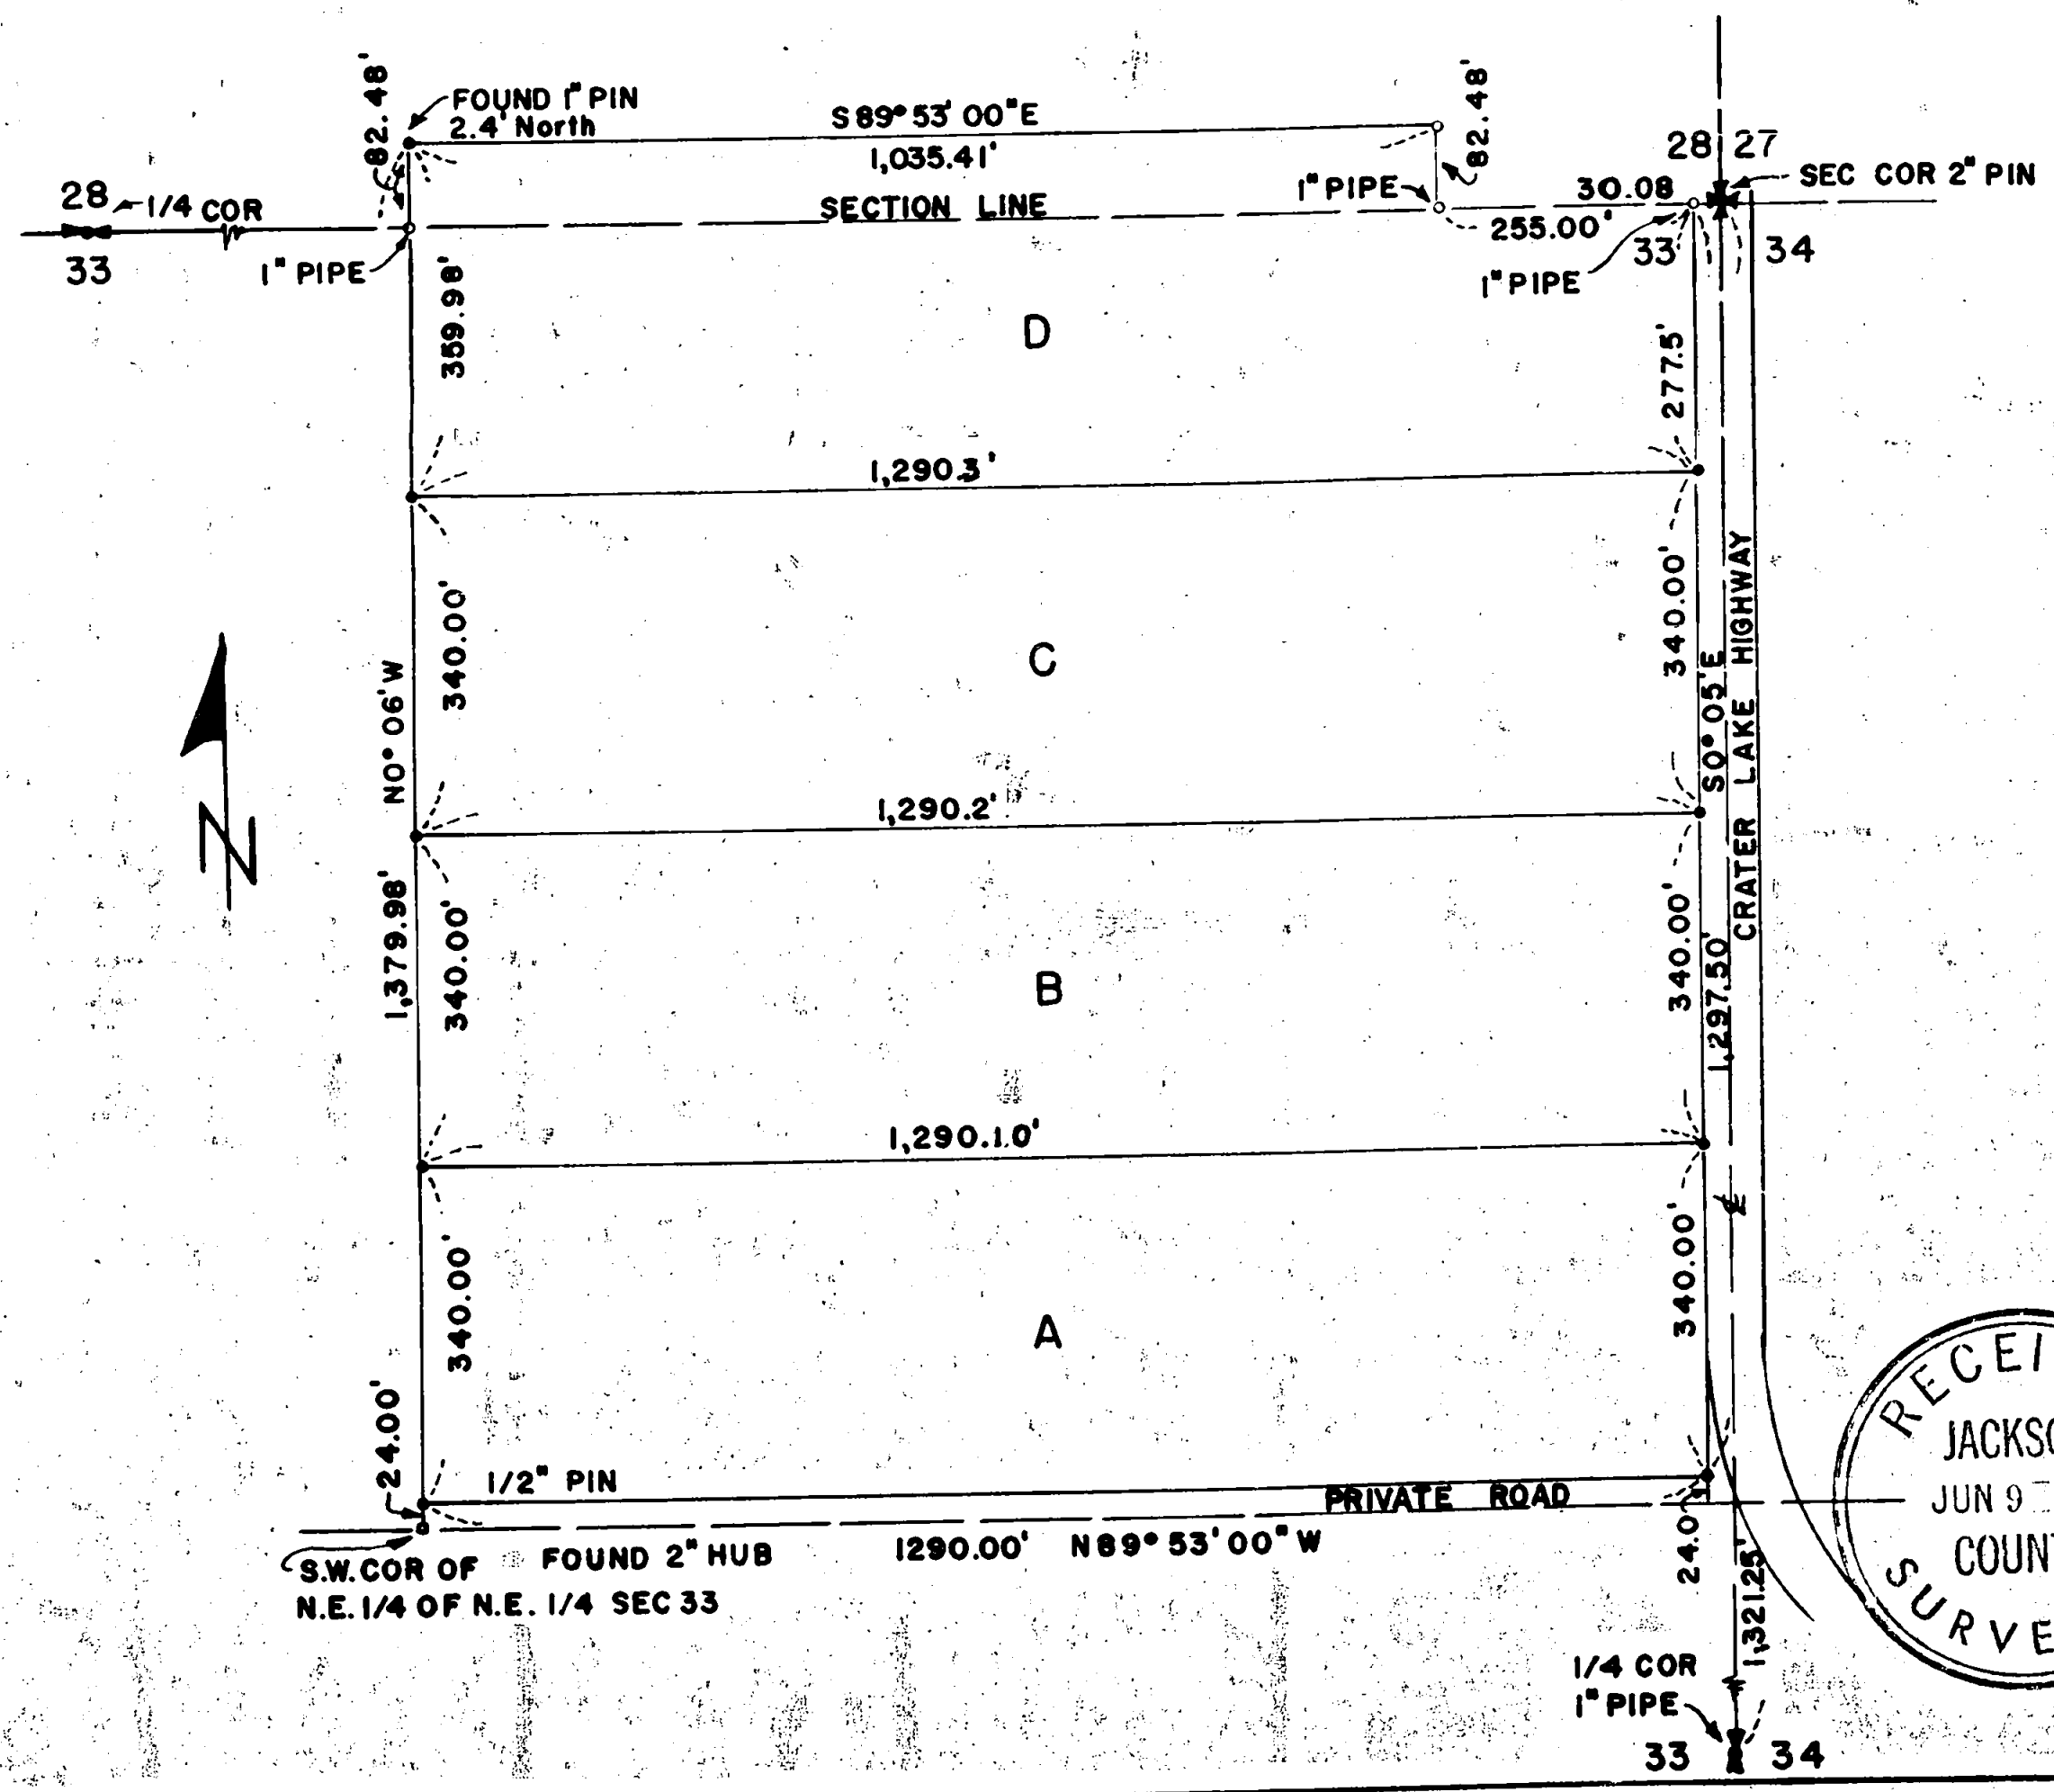 82.48'
FOUND 1" PIN
2.4' North
S 89° 53' 00" E
1,035.41'
82.48'
28 27
SEC COR 2" PIN
28
1/4 COR
33
SECTION LINE
1" PIPE
30.08
255.00'
33 34
1" PIPE
1" PIPE
359.98'
D
277.5'
1,290.3'
340.00'
C
340.00'
N0° 06' W
S0° 05' E
CRATER LAKE HIGHWAY
N
1,290.2'
1,379.98'
340.00'
B
340.00'
1,297.50'
1,290.10'
340.00'
A
340.00'
24.00'
1/2" PIN
PRIVATE ROAD
S.W. COR OF
N.E. 1/4 OF N.E. 1/4 SEC 33
FOUND 2" HUB
1290.00' N 89° 53' 00" W
24.0'
1,321.25'
1/4 COR
1" PIPE
33 34
RECEI
JACKSO
JUN 9
COUN
SURVE